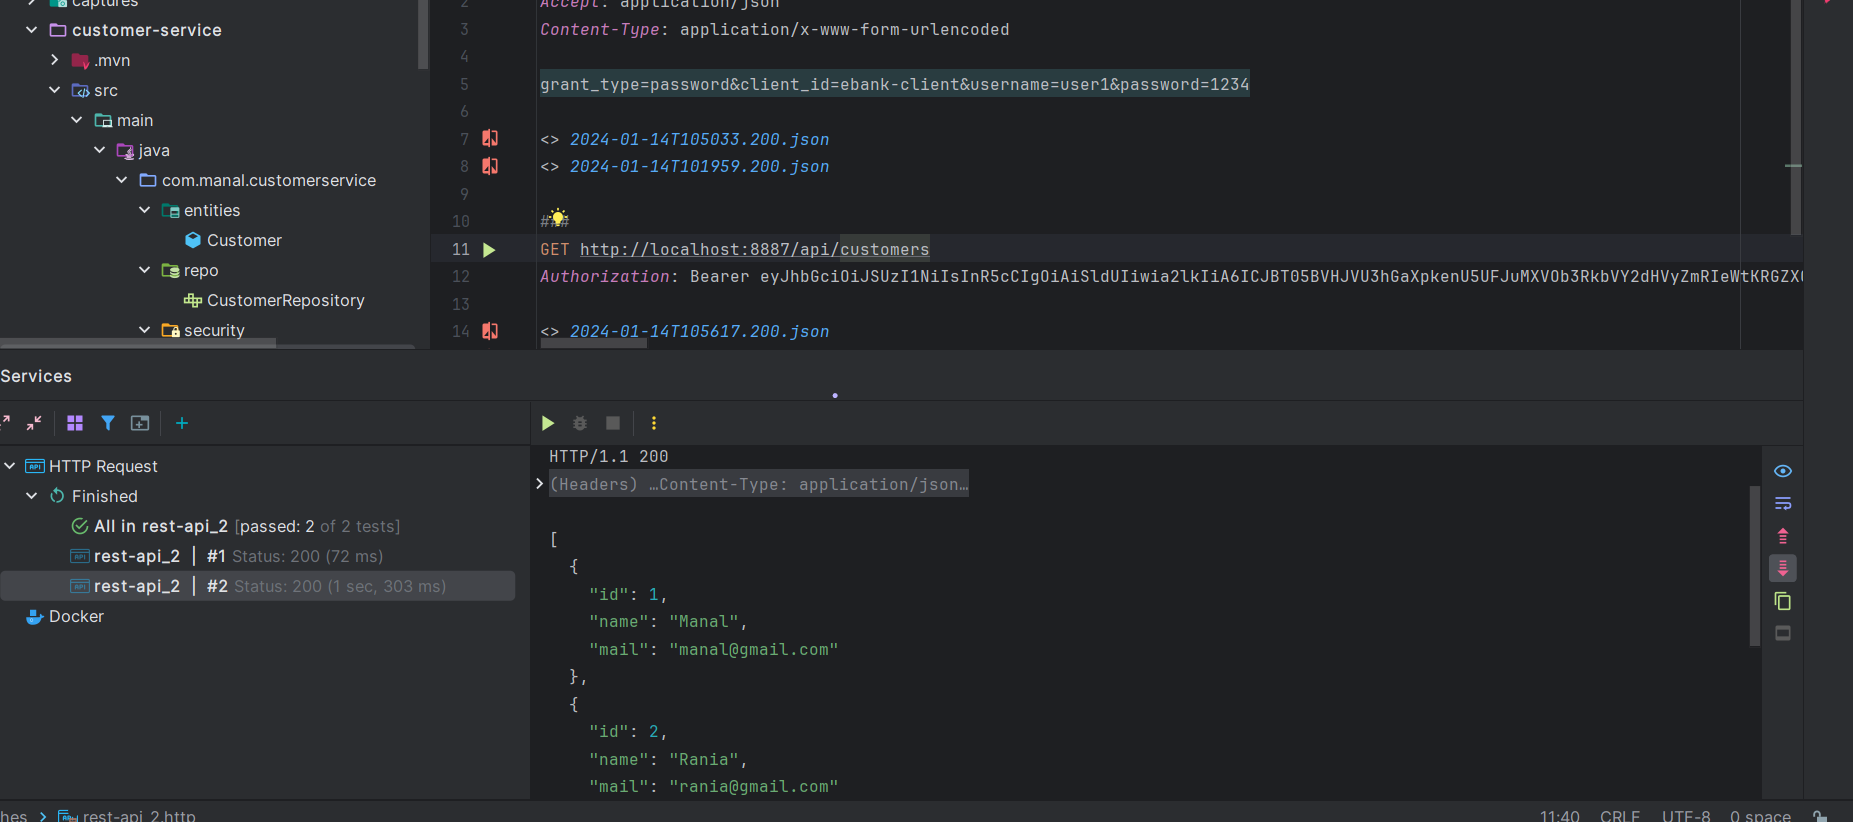 captures
customer-service
.mvn
src
main
java
com.manal.customerservice
entities
Customer
repo
CustomerRepository
security
2 Accept: application/json
3 Content-Type: application/x-www-form-urlencoded
4
5 grant_type=password&client_id=ebank-client&username=user1&password=1234
6
7 <> 2024-01-14T105033.200.json
8 <> 2024-01-14T101959.200.json
9
10 ###
11 GET http://localhost:8887/api/customers
12 Authorization: Bearer
13
14 <> 2024-01-14T105617.200.json
Services
HTTP Request
Finished
All in rest-api_2 [passed: 2 of 2 tests]
rest-api_2 | #1 Status: 200 (72 ms)
rest-api_2 | #2 Status: 200 (1 sec, 303 ms)
Docker
HTTP/1.1 200
(Headers) …Content-Type: application/json…
[
{
"id": 1,
"name": "Manal",
"mail": "manal@gmail.com"
},
{
"id": 2,
"name": "Rania",
"mail": "rania@gmail.com"
hes > rest-api_2.http
11:40 CRLF UTF-8 0 space